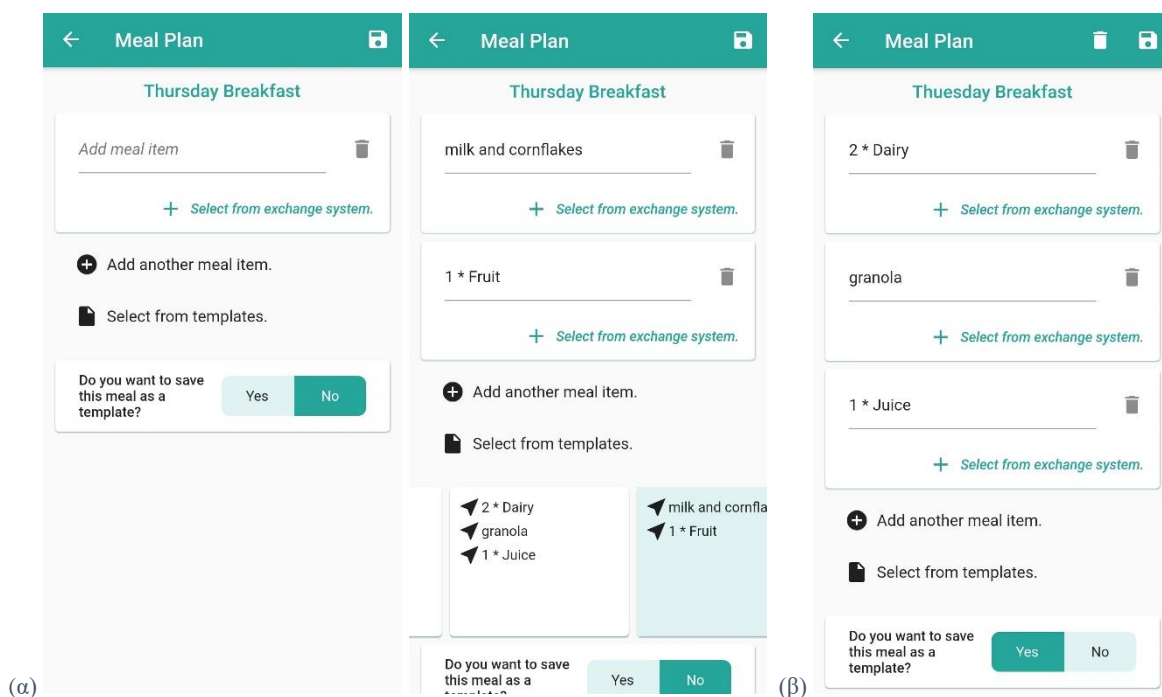 Meal Plan
Thursday Breakfast
Add meal item
+ Select from exchange system.
Add another meal item.
Select from templates.
Do you want to save
this meal as a
template?
Yes
No
(α)
Meal Plan
Thursday Breakfast
milk and cornflakes
+ Select from exchange system.
1 * Fruit
+ Select from exchange system.
Add another meal item.
Select from templates.
2 * Dairy
granola
1 * Juice
milk and cornfla
1 * Fruit
Do you want to save
this meal as a
template?
Yes
No
Meal Plan
Thuesday Breakfast
2 * Dairy
+ Select from exchange system.
granola
+ Select from exchange system.
1 * Juice
+ Select from exchange system.
Add another meal item.
Select from templates.
Do you want to save
this meal as a
template?
Yes
No
(β)